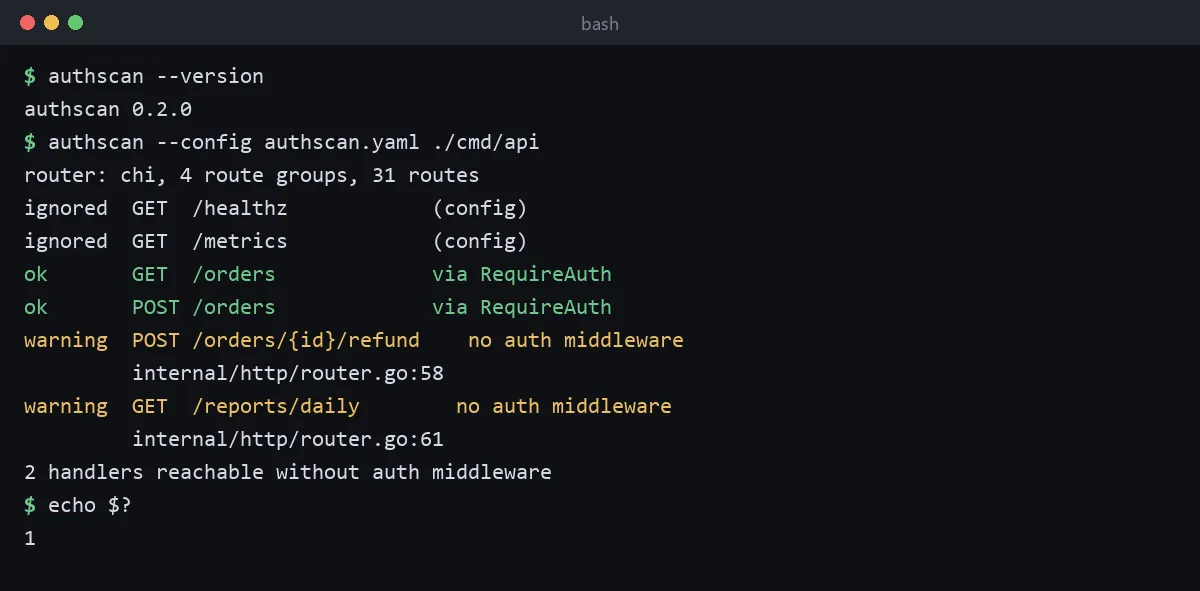 bash
$ authscan --version
authscan 0.2.0
$ authscan --config authscan.yaml ./cmd/api
router: chi, 4 route groups, 31 routes
ignored  GET  /healthz            (config)
ignored  GET  /metrics            (config)
ok       GET  /orders             via RequireAuth
ok       POST /orders             via RequireAuth
warning  POST /orders/{id}/refund    no auth middleware
         internal/http/router.go:58
warning  GET  /reports/daily        no auth middleware
         internal/http/router.go:61
2 handlers reachable without auth middleware
$ echo $?
1